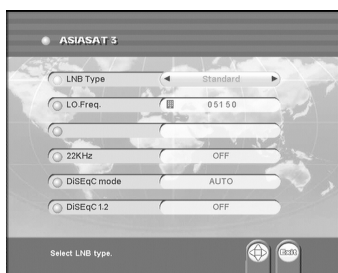 ASIASAT 3
LNB Type Standard
LO.Freq. 05150
22KHz OFF
DiSEqC mode AUTO
DiSEqC 1.2 OFF
Select LNB type.
Exit